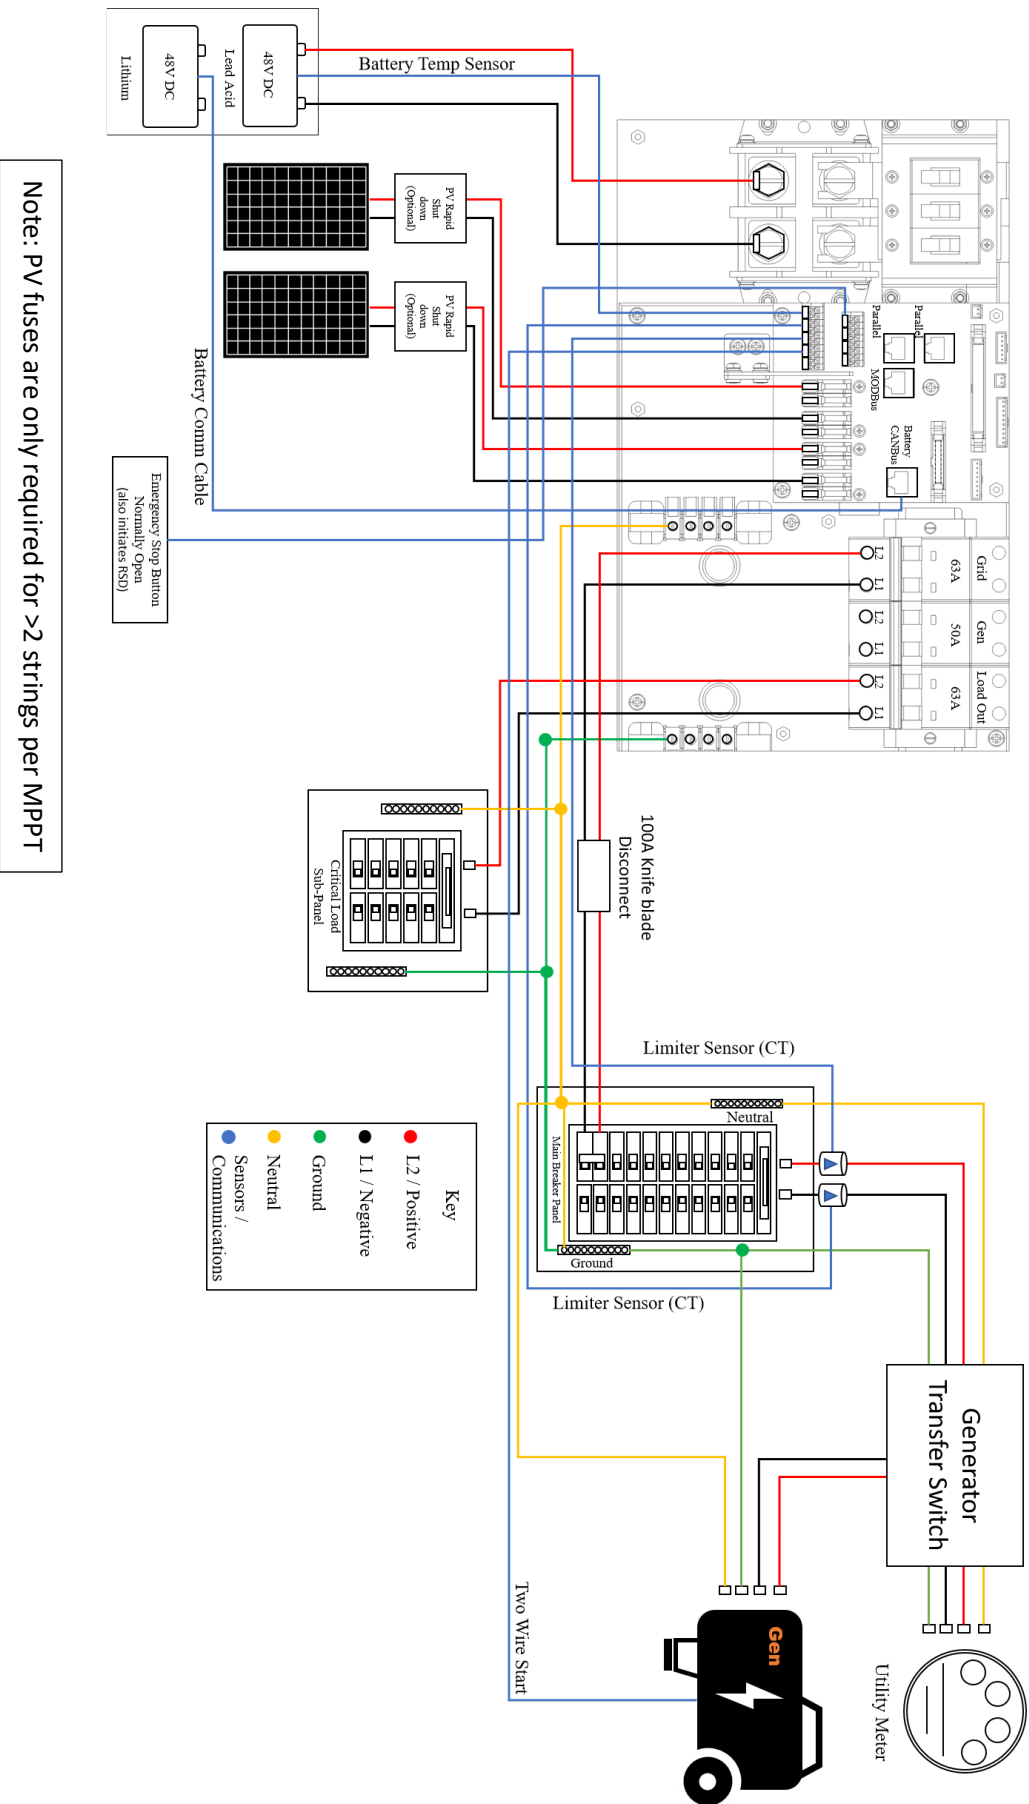 Note: PV fuses are only required for >2 strings per MPPT
48V DC
Lithium
48V DC
Lead Acid
Battery Temp Sensor
PV Rapid
Shut
down
(Optional)
PV Rapid
Shut
down
(Optional)
Battery Comm Cable
Emergency Stop Button
Normally Open
(also initiates RSD)
Parallel
Parallel
MODBus
Battery
CANBus
Grid
63A
L2
L1
Gen
50A
L2
L1
Load Out
63A
L2
L1
100A Knife blade
Disconnect
Critical Load
Sub-Panel
Limiter Sensor (CT)
Neutral
Main Breaker Panel
Ground
Limiter Sensor (CT)
Key
L2 / Positive
L1 / Negative
Ground
Neutral
Sensors /
Communications
Generator
Transfer Switch
Two Wire Start
Gen
Utility Meter